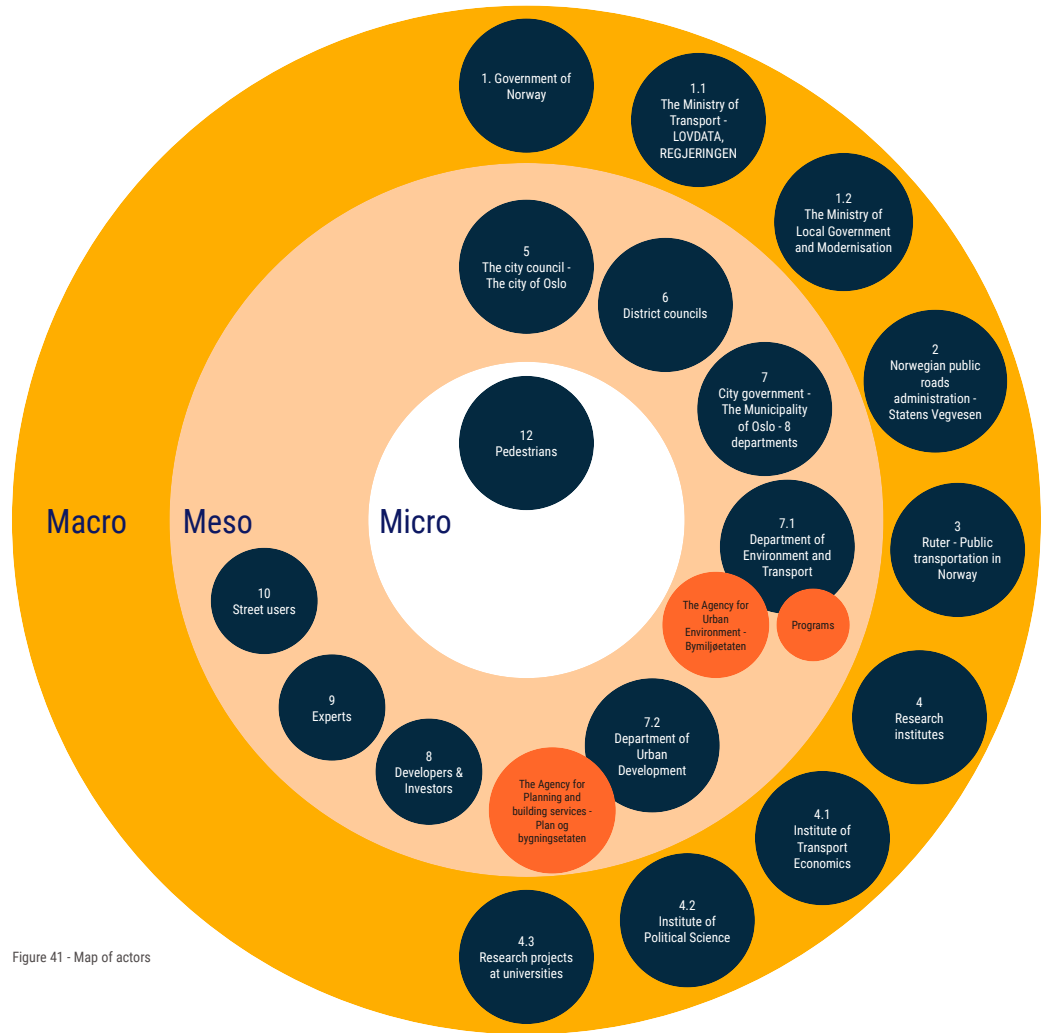 1. Government of
Norway
1.1
The Ministry of
Transport -
LOVDATA,
REGJERINGEN
1.2
The Ministry of
Local Government
and Modernisation
2
Norwegian public
roads
administration -
Statens Vegvesen
3
Ruter - Public
transportation in
Norway
4
Research
institutes
4.1
Institute of
Transport
Economics
4.2
Institute of
Political Science
4.3
Research projects
at universities
5
The city council -
The city of Oslo
6
District councils
7
City government -
The Municipality
of Oslo - 8
departments
7.1
Department of
Environment and
Transport
The Agency for
Urban
Environment -
Bymiljøetaten
Programs
7.2
Department of
Urban
Development
The Agency for
Planning and
building services -
Plan og
bygningsetaten
8
Developers &
Investors
9
Experts
10
Street users
12
Pedestrians
Macro
Meso
Micro
Figure 41 - Map of actors